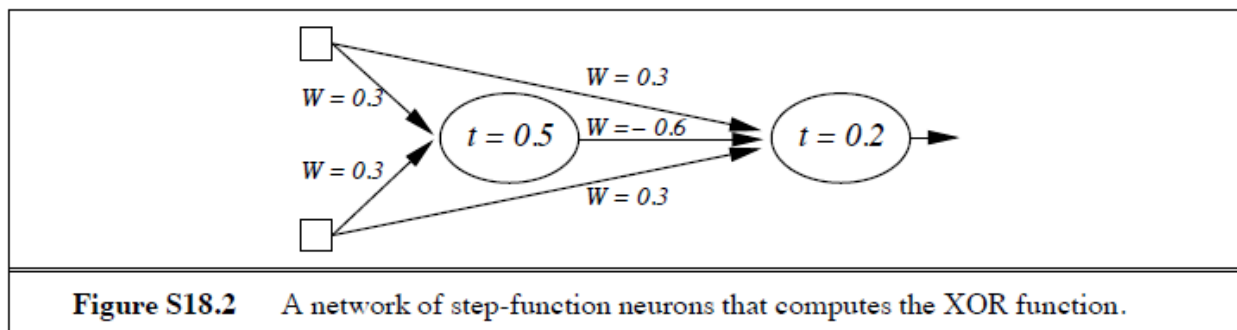 W = 0.3
W = 0.3
t = 0.5
W = – 0.6
t = 0.2
W = 0.3
W = 0.3
Figure S18.2 A network of step-function neurons that computes the XOR function.